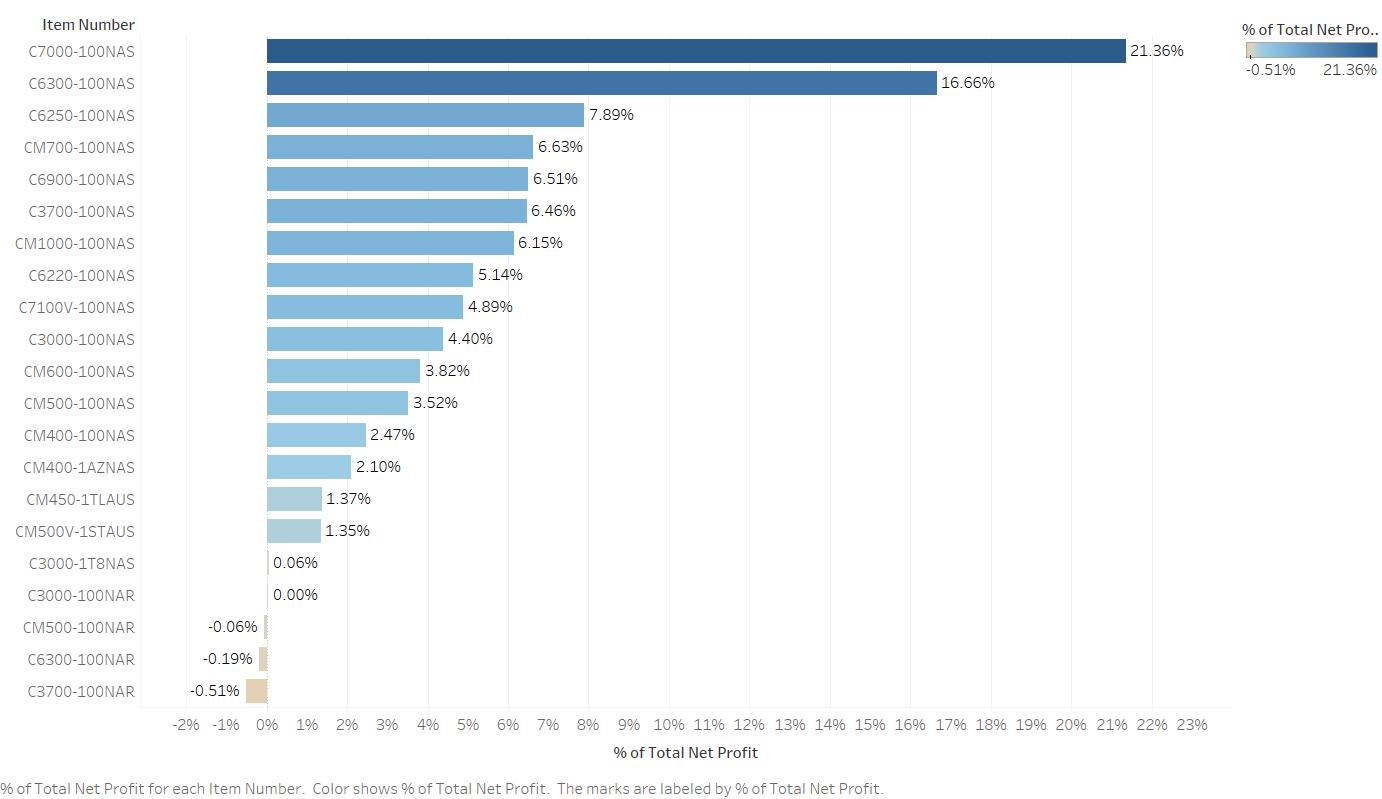 Item Number
% of Total Net Pro..
-0.51% 21.36%
C7000-100NAS 21.36%
C6300-100NAS 16.66%
C6250-100NAS 7.89%
CM700-100NAS 6.63%
C6900-100NAS 6.51%
C3700-100NAS 6.46%
CM1000-100NAS 6.15%
C6220-100NAS 5.14%
C7100V-100NAS 4.89%
C3000-100NAS 4.40%
CM600-100NAS 3.82%
CM500-100NAS 3.52%
CM400-100NAS 2.47%
CM400-1AZNAS 2.10%
CM450-1TLAUS 1.37%
CM500V-1STAUS 1.35%
C3000-1T8NAS 0.06%
C3000-100NAR 0.00%
CM500-100NAR -0.06%
C6300-100NAR -0.19%
C3700-100NAR -0.51%
-2% -1% 0% 1% 2% 3% 4% 5% 6% 7% 8% 9% 10% 11% 12% 13% 14% 15% 16% 17% 18% 19% 20% 21% 22% 23%
% of Total Net Profit
% of Total Net Profit for each Item Number.  Color shows % of Total Net Profit.  The marks are labeled by % of Total Net Profit.